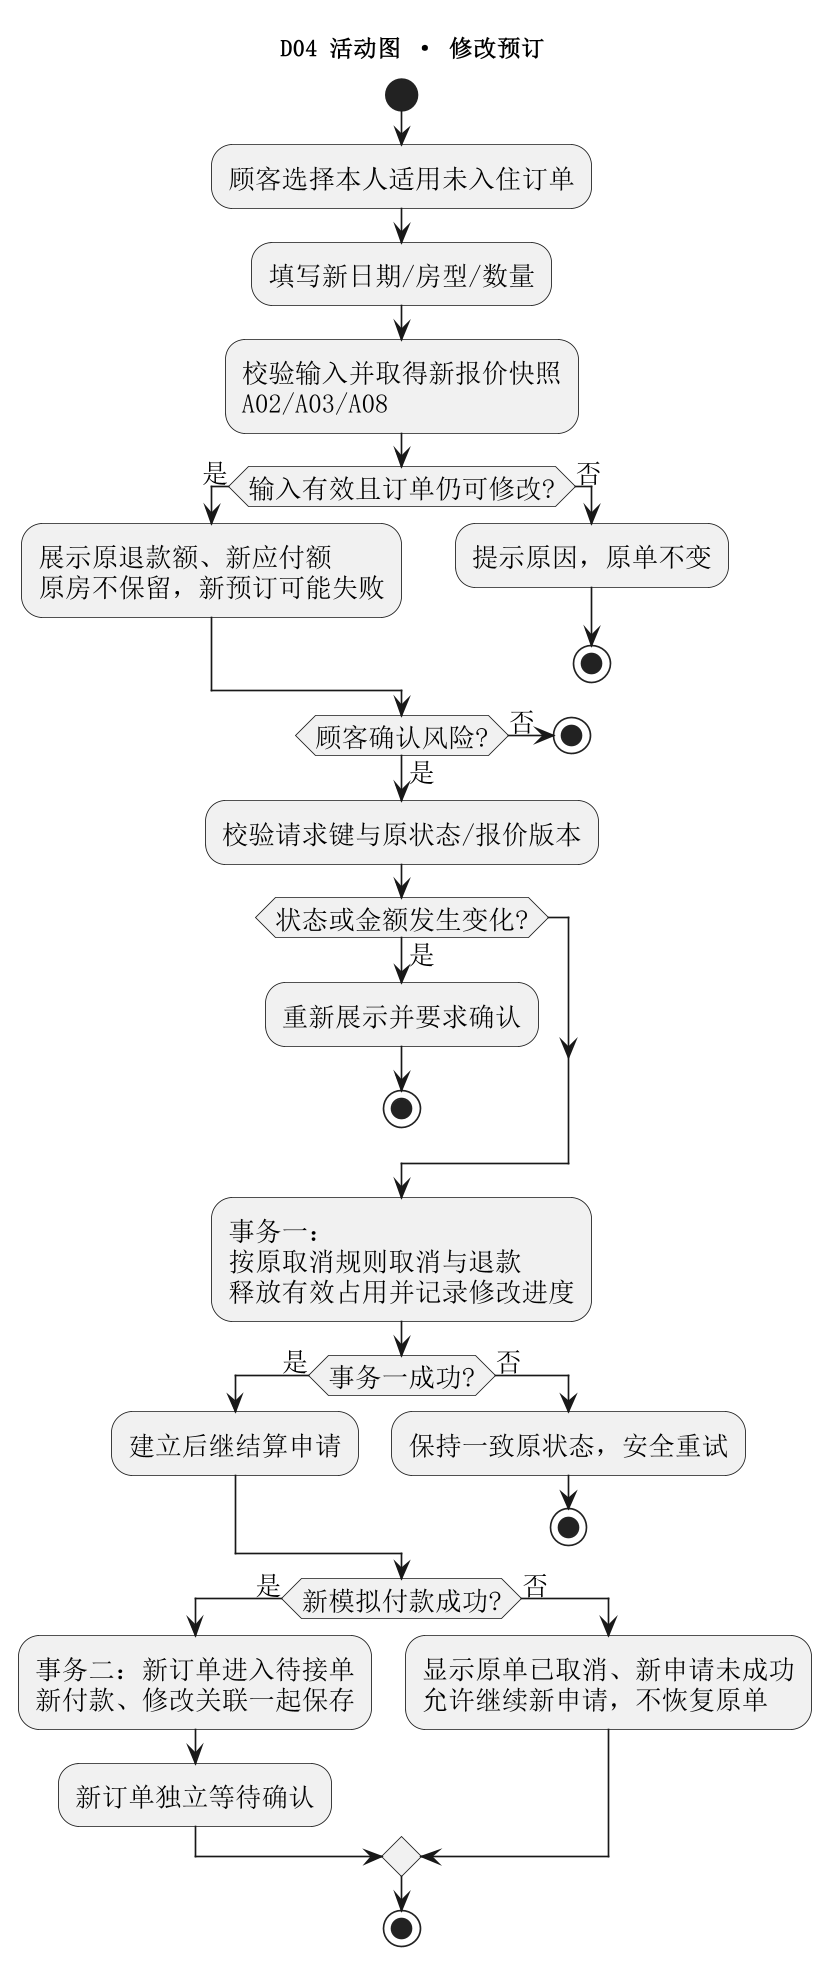 D04 活动图 · 修改预订
顾客选择本人适用未入住订单
填写新日期/房型/数量
校验输入并取得新报价快照
A02/A03/A08
是
输入有效且订单仍可修改?
否
展示原退款额、新应付额
原房不保留，新预订可能失败
提示原因，原单不变
顾客确认风险?
否
是
校验请求键与原状态/报价版本
状态或金额发生变化?
是
重新展示并要求确认
事务一：
按原取消规则取消与退款
释放有效占用并记录修改进度
是
事务一成功?
否
建立后继结算申请
保持一致原状态，安全重试
是
新模拟付款成功?
否
事务二：新订单进入待接单
新付款、修改关联一起保存
显示原单已取消、新申请未成功
允许继续新申请，不恢复原单
新订单独立等待确认